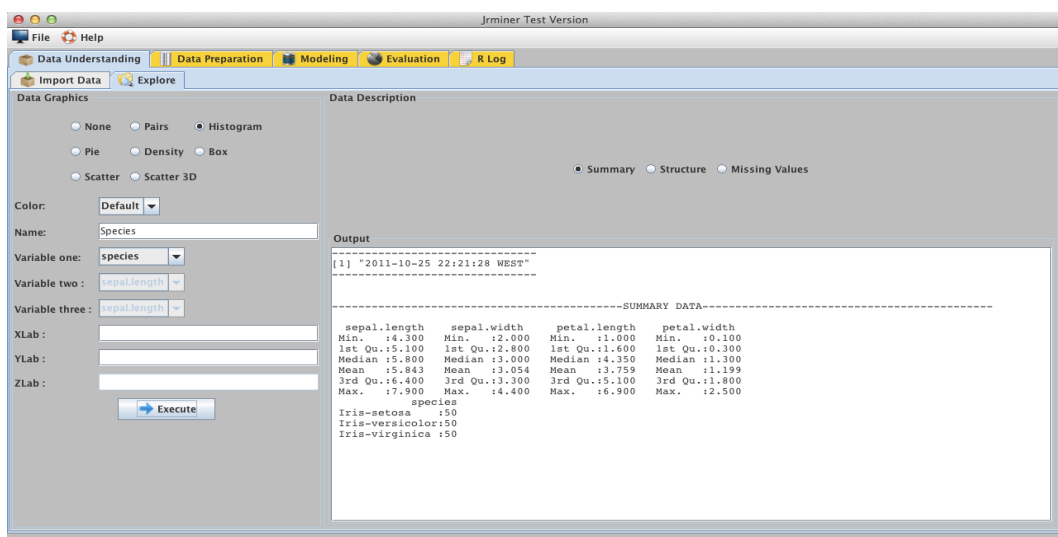 Jrminer Test Version
File Help
Data Understanding Data Preparation Modeling Evaluation R Log
Import Data Explore
Data Graphics
None Pairs Histogram
Pie Density Box
Scatter Scatter 3D
Color: Default
Name: Species
Variable one: species
Variable two : sepal.length
Variable three : sepal.length
XLab :
YLab :
ZLab :
Execute
Data Description
Summary Structure Missing Values
Output
-------------------------------
[1] "2011-10-25 22:21:28 WEST"
-------------------------------
--------------------------------------------SUMMARY DATA--------------------------------------------
sepal.length sepal.width petal.length petal.width
Min. :4.300 Min. :2.000 Min. :1.000 Min. :0.100
1st Qu.:5.100 1st Qu.:2.800 1st Qu.:1.600 1st Qu.:0.300
Median :5.800 Median :3.000 Median :4.350 Median :1.300
Mean :5.843 Mean :3.054 Mean :3.759 Mean :1.199
3rd Qu.:6.400 3rd Qu.:3.300 3rd Qu.:5.100 3rd Qu.:1.800
Max. :7.900 Max. :4.400 Max. :6.900 Max. :2.500
species
Iris-setosa :50
Iris-versicolor:50
Iris-virginica :50